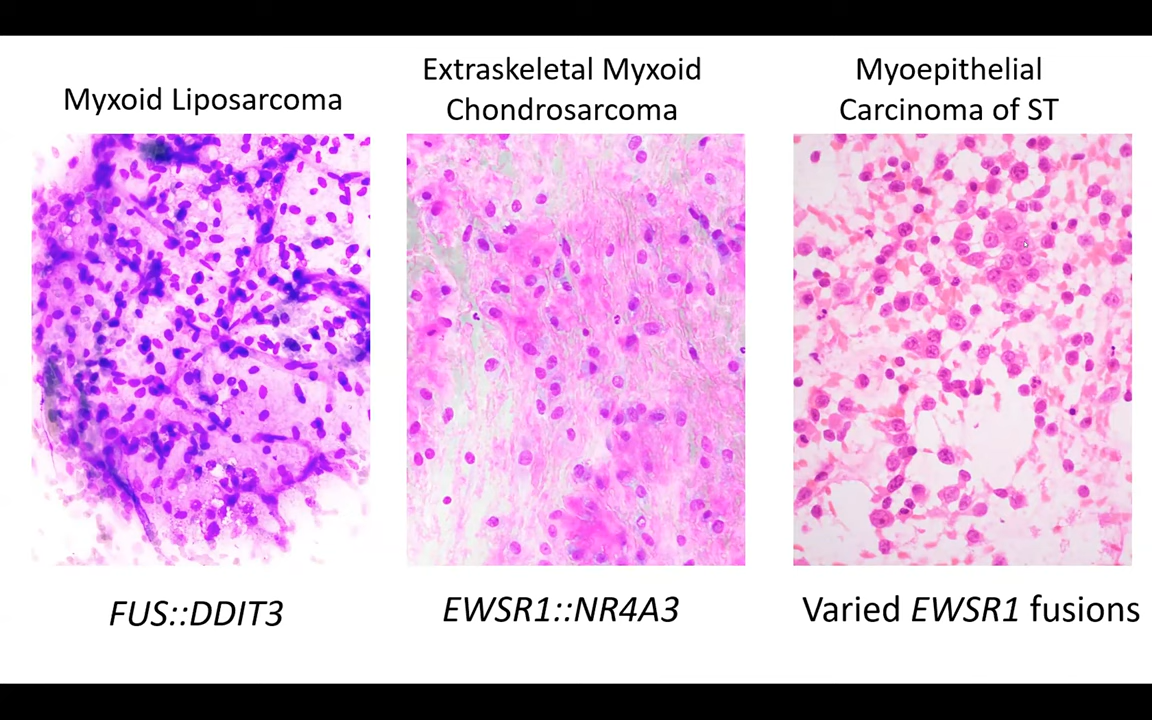 Myxoid Liposarcoma
Extraskeletal Myxoid
Chondrosarcoma
Myoepithelial
Carcinoma of ST
FUS::DDIT3
EWSR1::NR4A3
Varied EWSR1 fusions